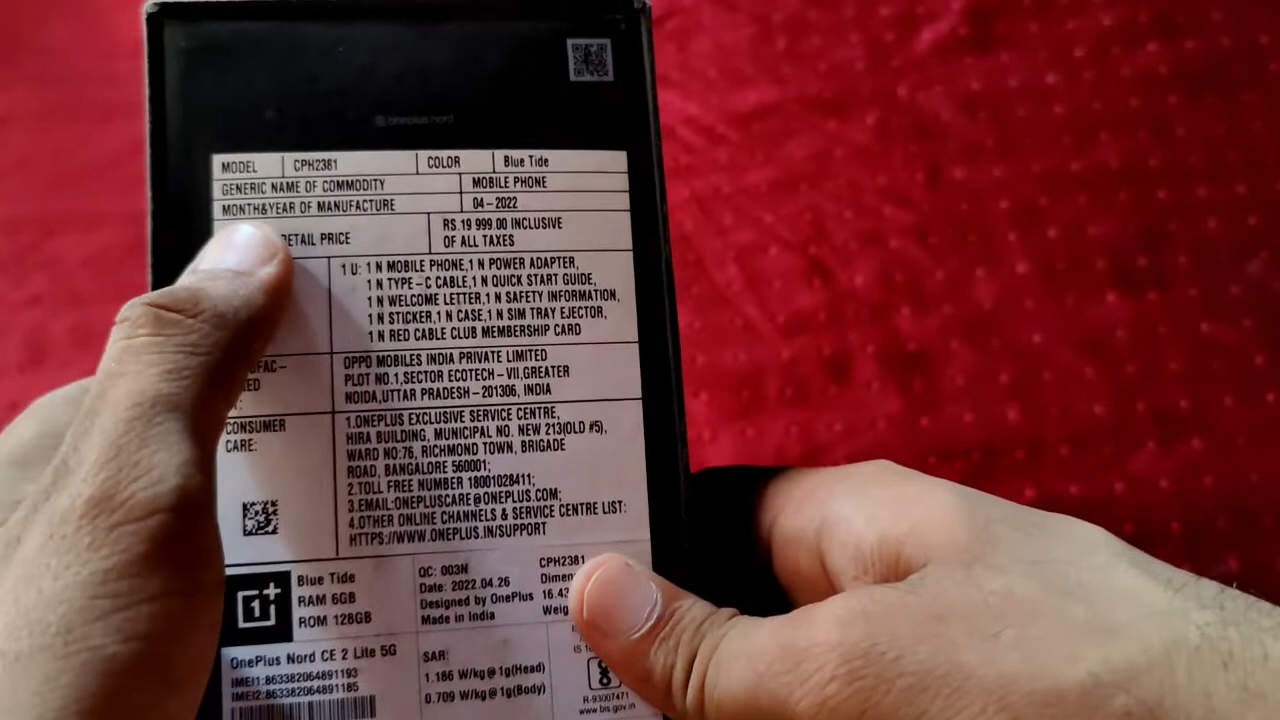 oneplus nord
MODEL CPH2381 COLOR Blue Tide
GENERIC NAME OF COMMODITY MOBILE PHONE
MONTH&YEAR OF MANUFACTURE 04-2022
RETAIL PRICE RS.19 999.00 INCLUSIVE
OF ALL TAXES
1 U: 1 N MOBILE PHONE,1 N POWER ADAPTER,
1 N TYPE-C CABLE,1 N QUICK START GUIDE,
1 N WELCOME LETTER,1 N SAFETY INFORMATION,
1 N STICKER,1 N CASE,1 N SIM TRAY EJECTOR,
1 N RED CABLE CLUB MEMBERSHIP CARD
OPPO MOBILES INDIA PRIVATE LIMITED
PLOT NO.1,SECTOR ECOTECH-VII,GREATER
NOIDA,UTTAR PRADESH-201306, INDIA
CONSUMER
CARE:
1.ONEPLUS EXCLUSIVE SERVICE CENTRE,
HIRA BUILDING, MUNICIPAL NO. NEW 213(OLD #5),
WARD NO:76, RICHMOND TOWN, BRIGADE
ROAD, BANGALORE 560001;
2.TOLL FREE NUMBER 18001028411;
3.EMAIL:ONEPLUSCARE@ONEPLUS.COM;
4.OTHER ONLINE CHANNELS & SERVICE CENTRE LIST:
HTTPS://WWW.ONEPLUS.IN/SUPPORT
1+
Blue Tide
RAM 6GB
ROM 128GB
QC: 003N
Date: 2022.04.26
Designed by OnePlus
Made in India
CPH2381
16.43
OnePlus Nord CE 2 Lite 5G
IMEI1:863382064891193
IMEI2:863382064891185
SAR:
1.186 W/kg@1g(Head)
0.709 W/kg@1g(Body)
R-93007471
www.bis.gov.in